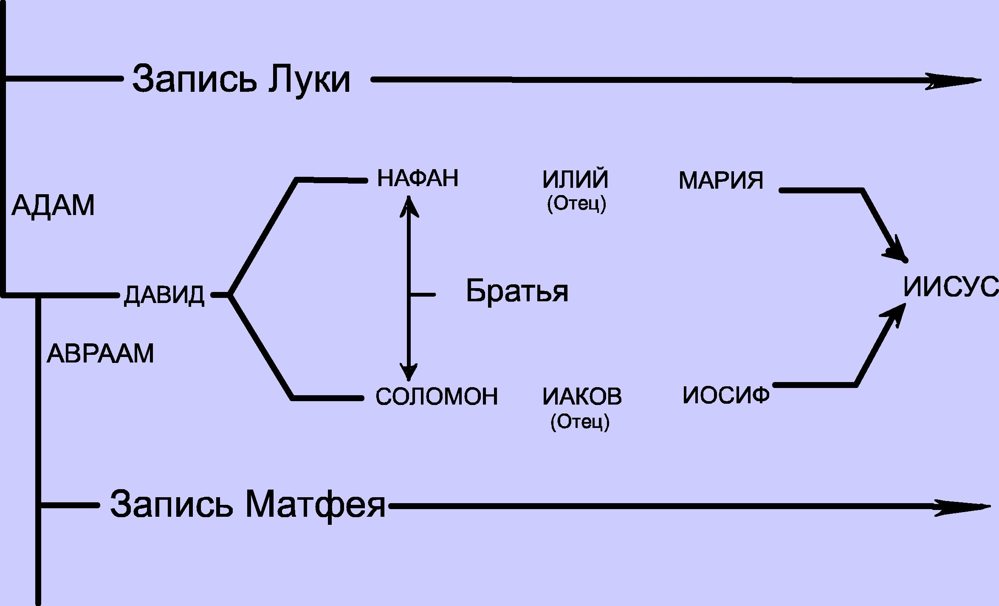 Запись Луки
НАФАН ИЛИЙ МАРИЯ
(Отец)
АДАМ
Братья ИИСУС
ДАВИД
АВРААМ
СОЛОМОН ИАКОВ ИОСИФ
(Отец)
Запись Матфея